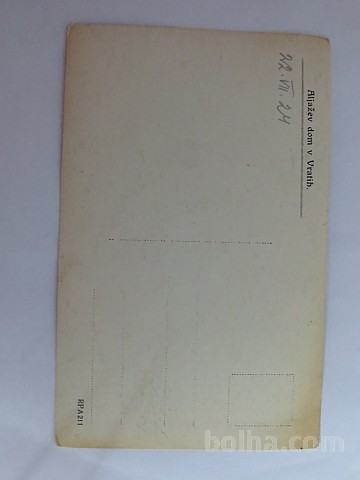 Aljažev dom v Vratih.
22. VII. 24
RPA211
bolha.com